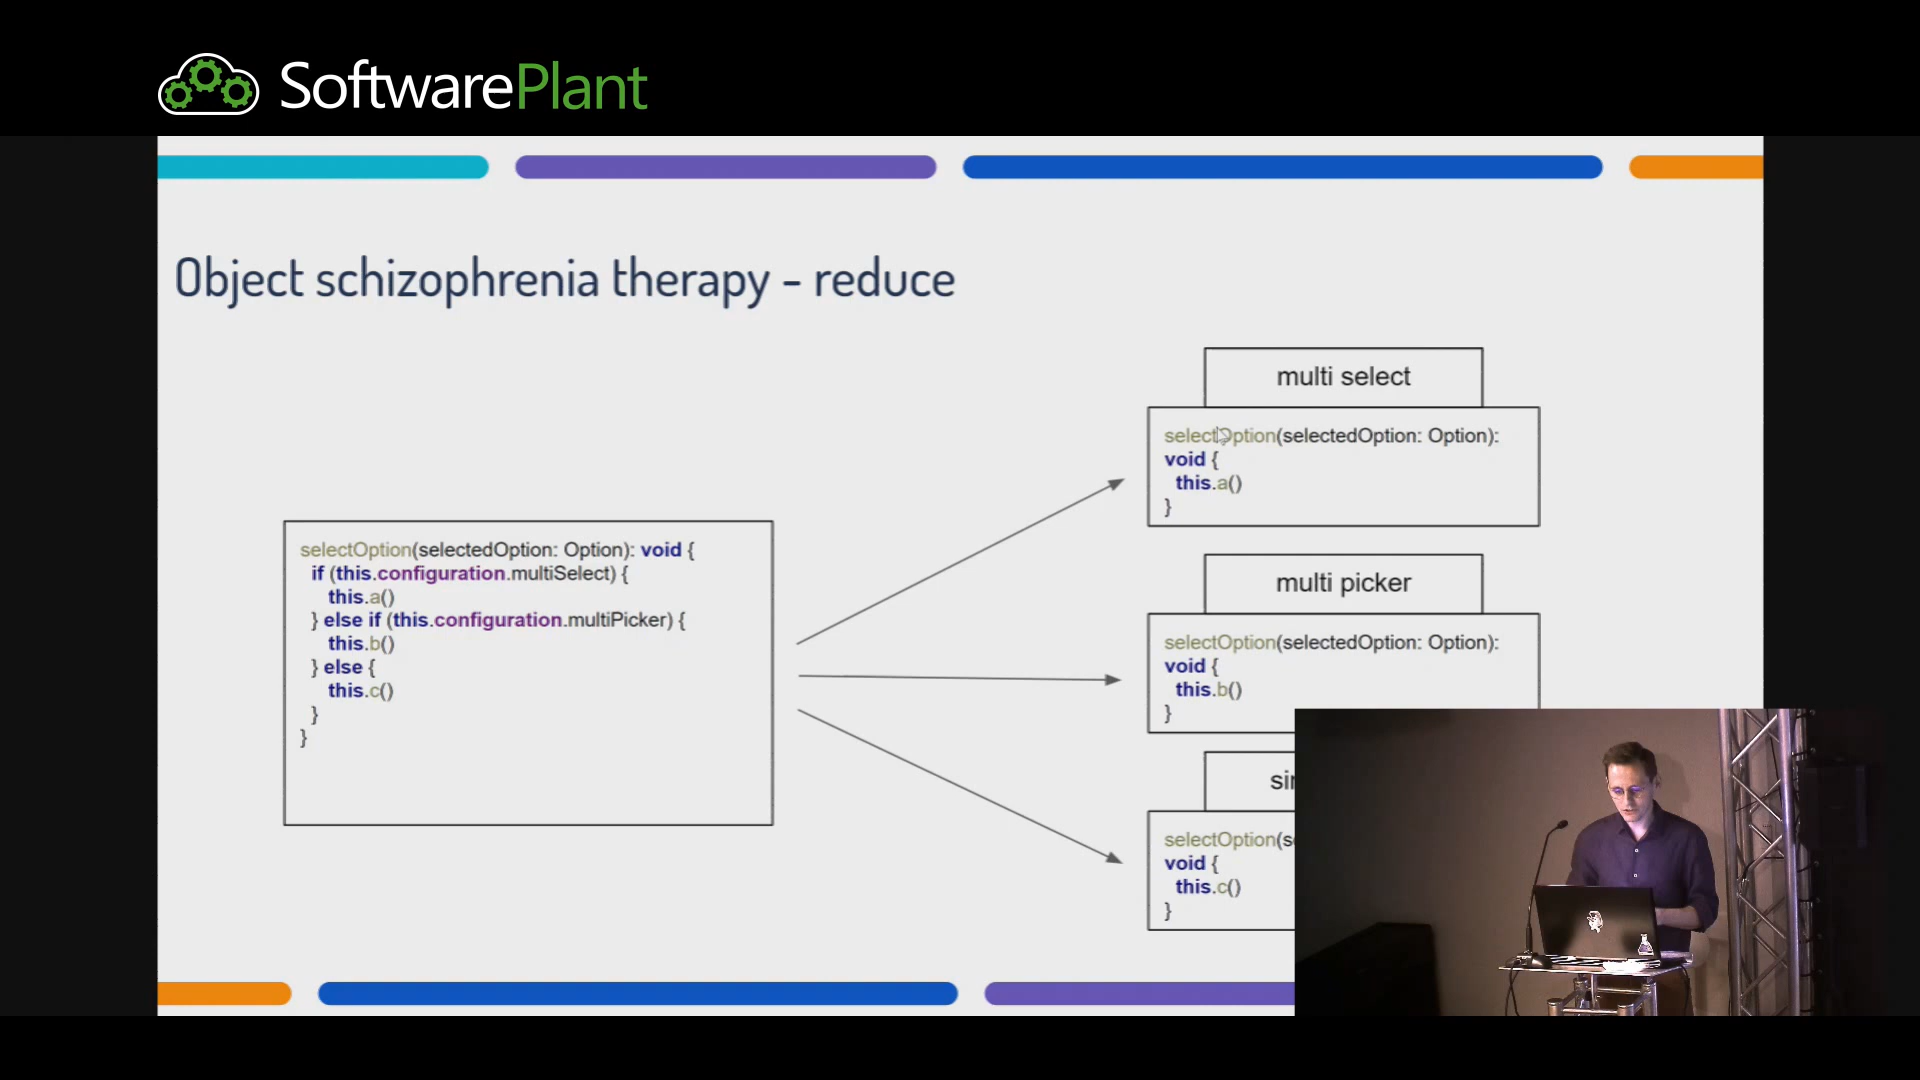 SoftwarePlant
Object schizophrenia therapy - reduce
selectOption(selectedOption: Option): void {
if (this.configuration.multiSelect) {
this.a()
} else if (this.configuration.multiPicker) {
this.b()
} else {
this.c()
}
}
multi select
selectOption(selectedOption: Option):
void {
this.a()
}
multi picker
selectOption(selectedOption: Option):
void {
this.b()
}
selectOption(s
void {
this.c()
}